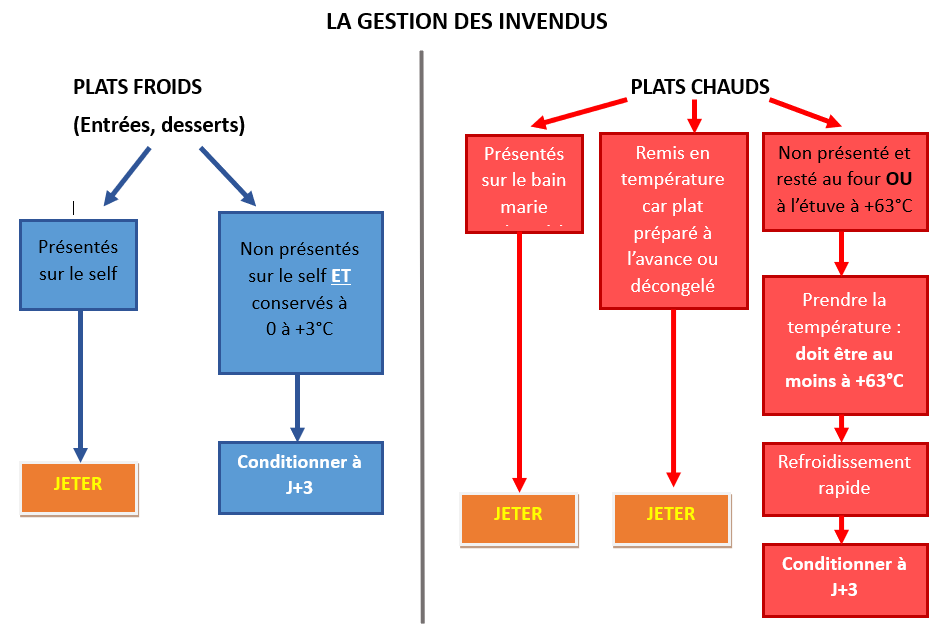 LA GESTION DES INVENDUS
PLATS FROIDS
(Entrées, desserts)
Présentés
sur le self
JETER
Non présentés
sur le self ET
conservés à
0 à +3°C
Conditionner à
J+3
PLATS CHAUDS
Présentés
sur le bain
marie
JETER
Remis en
température
car plat
préparé à
l’avance ou
décongelé
JETER
Non présenté et
resté au four OU
à l’étuve à +63°C
Prendre la
température :
doit être au
moins à +63°C
Refroidissement
rapide
Conditionner à
J+3